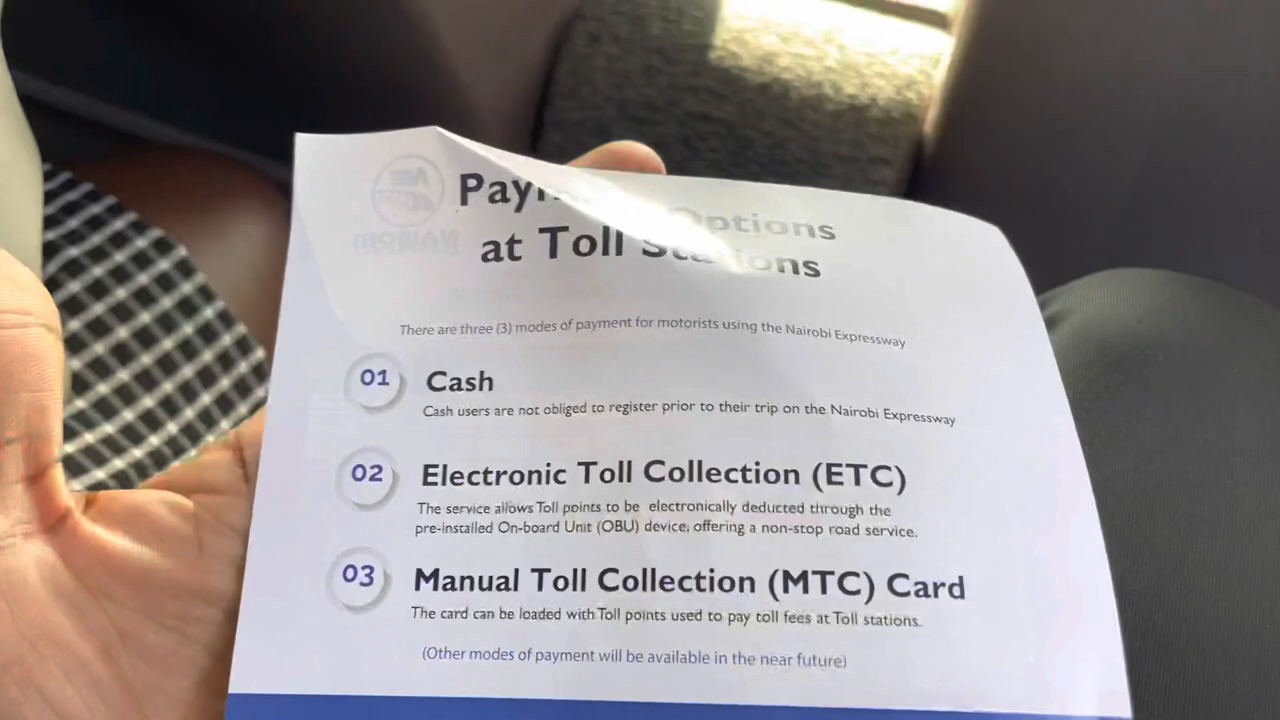 Payment Options
at Toll Stations
There are three (3) modes of payment for motorists using the Nairobi Expressway
01 Cash
Cash users are not obliged to register prior to their trip on the Nairobi Expressway
02 Electronic Toll Collection (ETC)
The service allows Toll points to be electronically deducted through the
pre-installed On-board Unit (OBU) device, offering a non-stop road service.
03 Manual Toll Collection (MTC) Card
The card can be loaded with Toll points used to pay toll fees at Toll stations.
(Other modes of payment will be available in the near future)